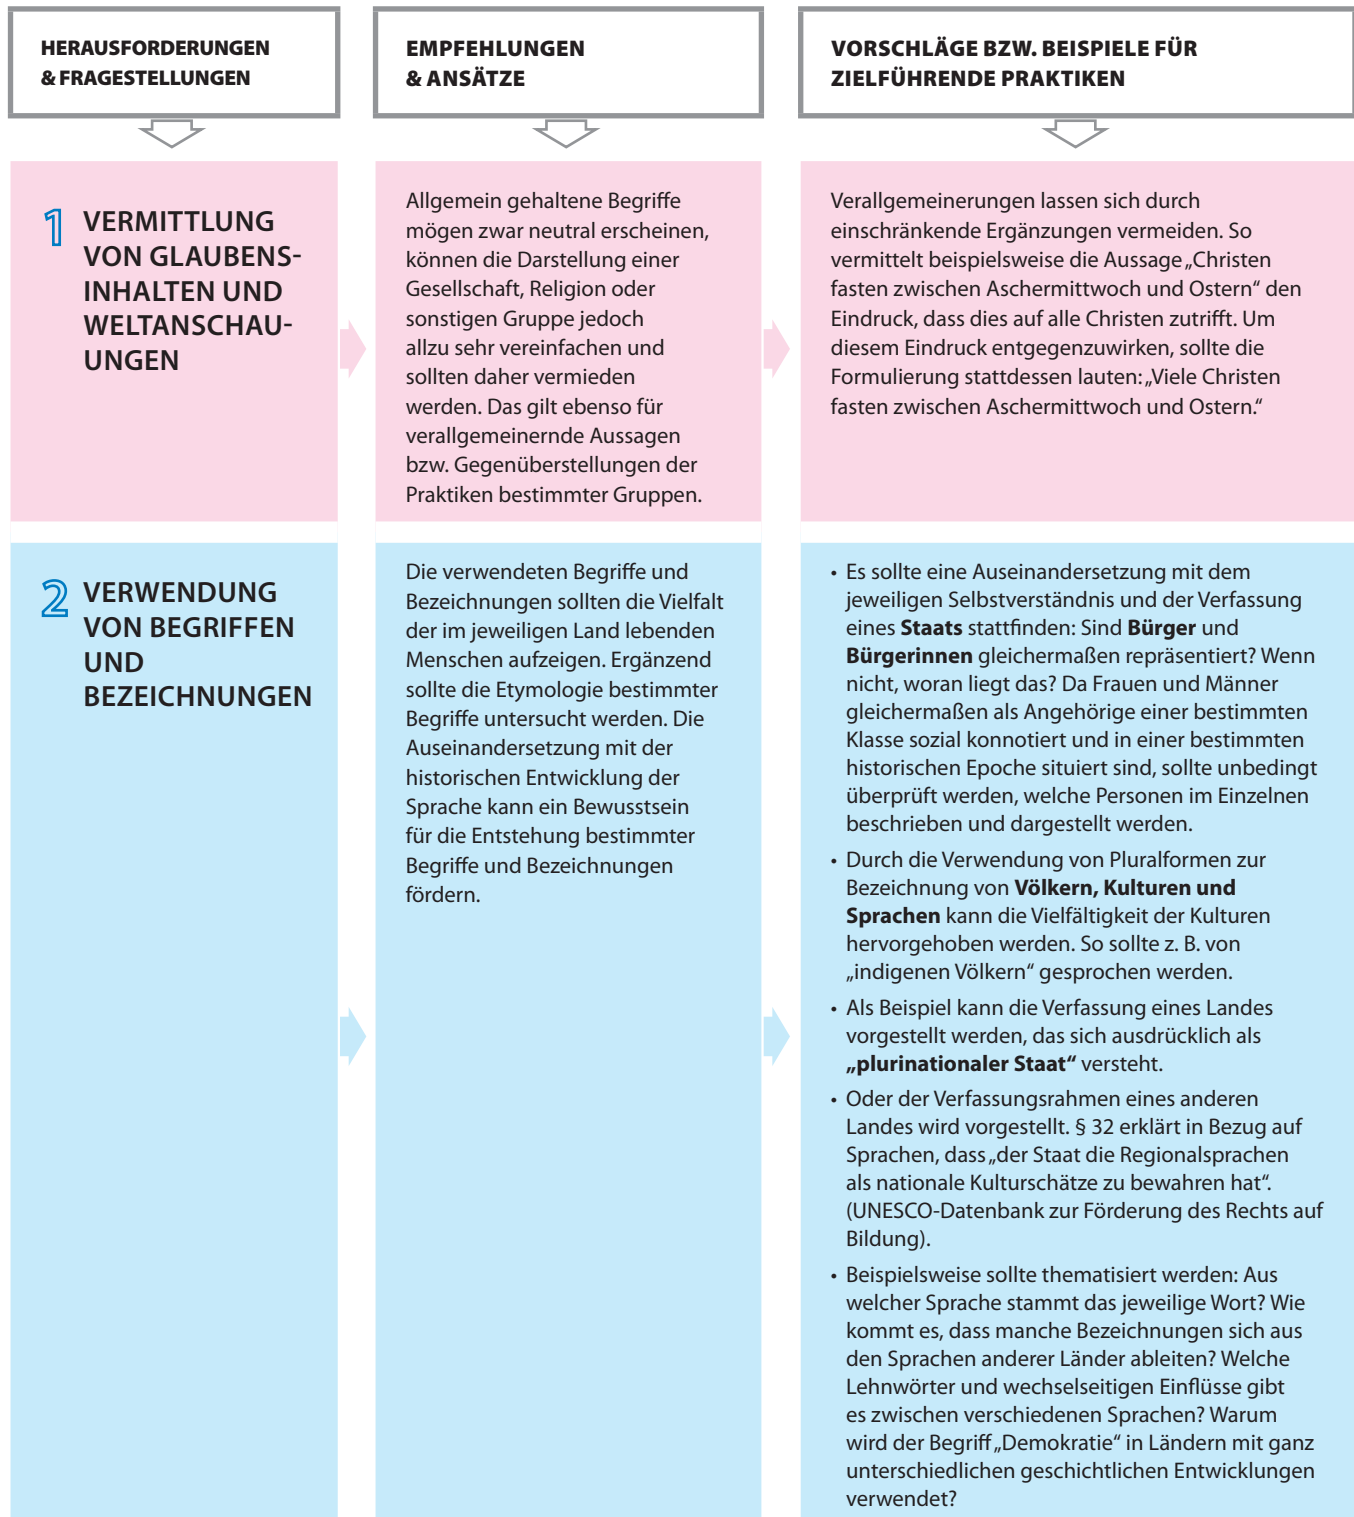 HERAUSFORDERUNGEN
& FRAGESTELLUNGEN
EMPFEHLUNGEN
& ANSÄTZE
VORSCHLÄGE BZW. BEISPIELE FÜR
ZIELFÜHRENDE PRAKTIKEN
1 VERMITTLUNG
VON GLAUBENS-
INHALTEN UND
WELTANSCHAU-
UNGEN
Allgemein gehaltene Begriffe
mögen zwar neutral erscheinen,
können die Darstellung einer
Gesellschaft, Religion oder
sonstigen Gruppe jedoch
allzu sehr vereinfachen und
sollten daher vermieden
werden. Das gilt ebenso für
verallgemeinernde Aussagen
bzw. Gegenüberstellungen der
Praktiken bestimmter Gruppen.
Verallgemeinerungen lassen sich durch
einschränkende Ergänzungen vermeiden. So
vermittelt beispielsweise die Aussage „Christen
fasten zwischen Aschermittwoch und Ostern“ den
Eindruck, dass dies auf alle Christen zutrifft. Um
diesem Eindruck entgegenzuwirken, sollte die
Formulierung stattdessen lauten: „Viele Christen
fasten zwischen Aschermittwoch und Ostern.“
2 VERWENDUNG
VON BEGRIFFEN
UND
BEZEICHNUNGEN
Die verwendeten Begriffe und
Bezeichnungen sollten die Vielfalt
der im jeweiligen Land lebenden
Menschen aufzeigen. Ergänzend
sollte die Etymologie bestimmter
Begriffe untersucht werden. Die
Auseinandersetzung mit der
historischen Entwicklung der
Sprache kann ein Bewusstsein
für die Entstehung bestimmter
Begriffe und Bezeichnungen
fördern.
• Es sollte eine Auseinandersetzung mit dem
jeweiligen Selbstverständnis und der Verfassung
eines Staats stattfinden: Sind Bürger und
Bürgerinnen gleichermaßen repräsentiert? Wenn
nicht, woran liegt das? Da Frauen und Männer
gleichermaßen als Angehörige einer bestimmten
Klasse sozial konnotiert und in einer bestimmten
historischen Epoche situiert sind, sollte unbedingt
überprüft werden, welche Personen im Einzelnen
beschrieben und dargestellt werden.
• Durch die Verwendung von Pluralformen zur
Bezeichnung von Völkern, Kulturen und
Sprachen kann die Vielfältigkeit der Kulturen
hervorgehoben werden. So sollte z. B. von
„indigenen Völkern“ gesprochen werden.
• Als Beispiel kann die Verfassung eines Landes
vorgestellt werden, das sich ausdrücklich als
„plurinationaler Staat“ versteht.
• Oder der Verfassungsrahmen eines anderen
Landes wird vorgestellt. § 32 erklärt in Bezug auf
Sprachen, dass „der Staat die Regionalsprachen
als nationale Kulturschätze zu bewahren hat“.
(UNESCO-Datenbank zur Förderung des Rechts auf
Bildung).
• Beispielsweise sollte thematisiert werden: Aus
welcher Sprache stammt das jeweilige Wort? Wie
kommt es, dass manche Bezeichnungen sich aus
den Sprachen anderer Länder ableiten? Welche
Lehnwörter und wechselseitigen Einflüsse gibt
es zwischen verschiedenen Sprachen? Warum
wird der Begriff „Demokratie“ in Ländern mit ganz
unterschiedlichen geschichtlichen Entwicklungen
verwendet?